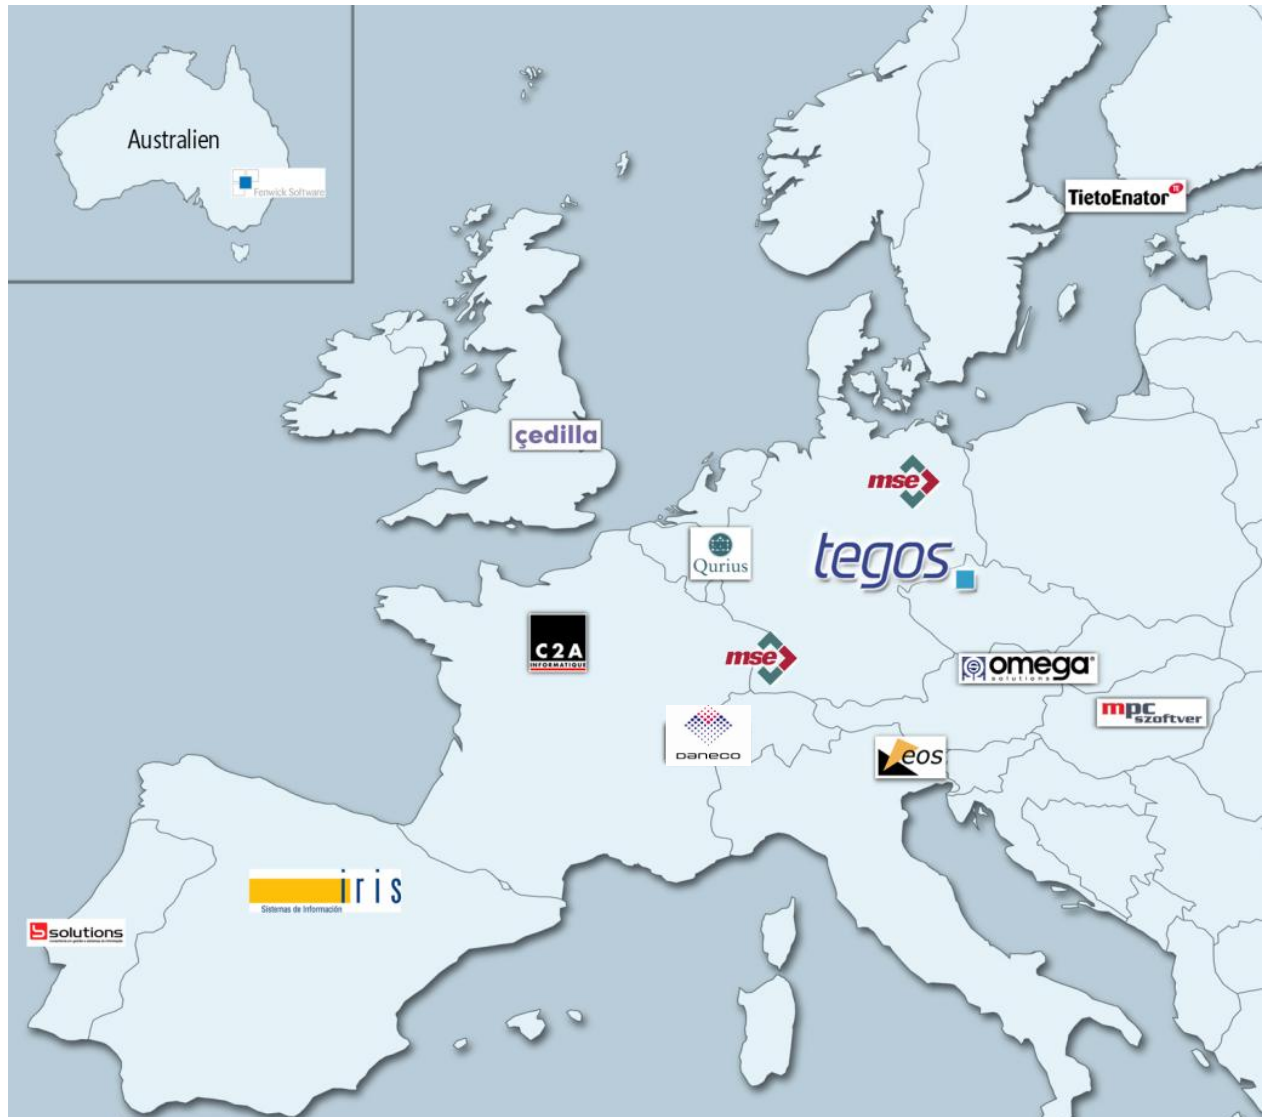 Australien
Fenwick Software
TietoEnator
TE
çedilla
mse
tegos
Qurius
C2A
INFORMATIQUE
mse
omega
solutions
mpc
szoftver
DANECO
eos
iris
Sistemas de Información
b solutions